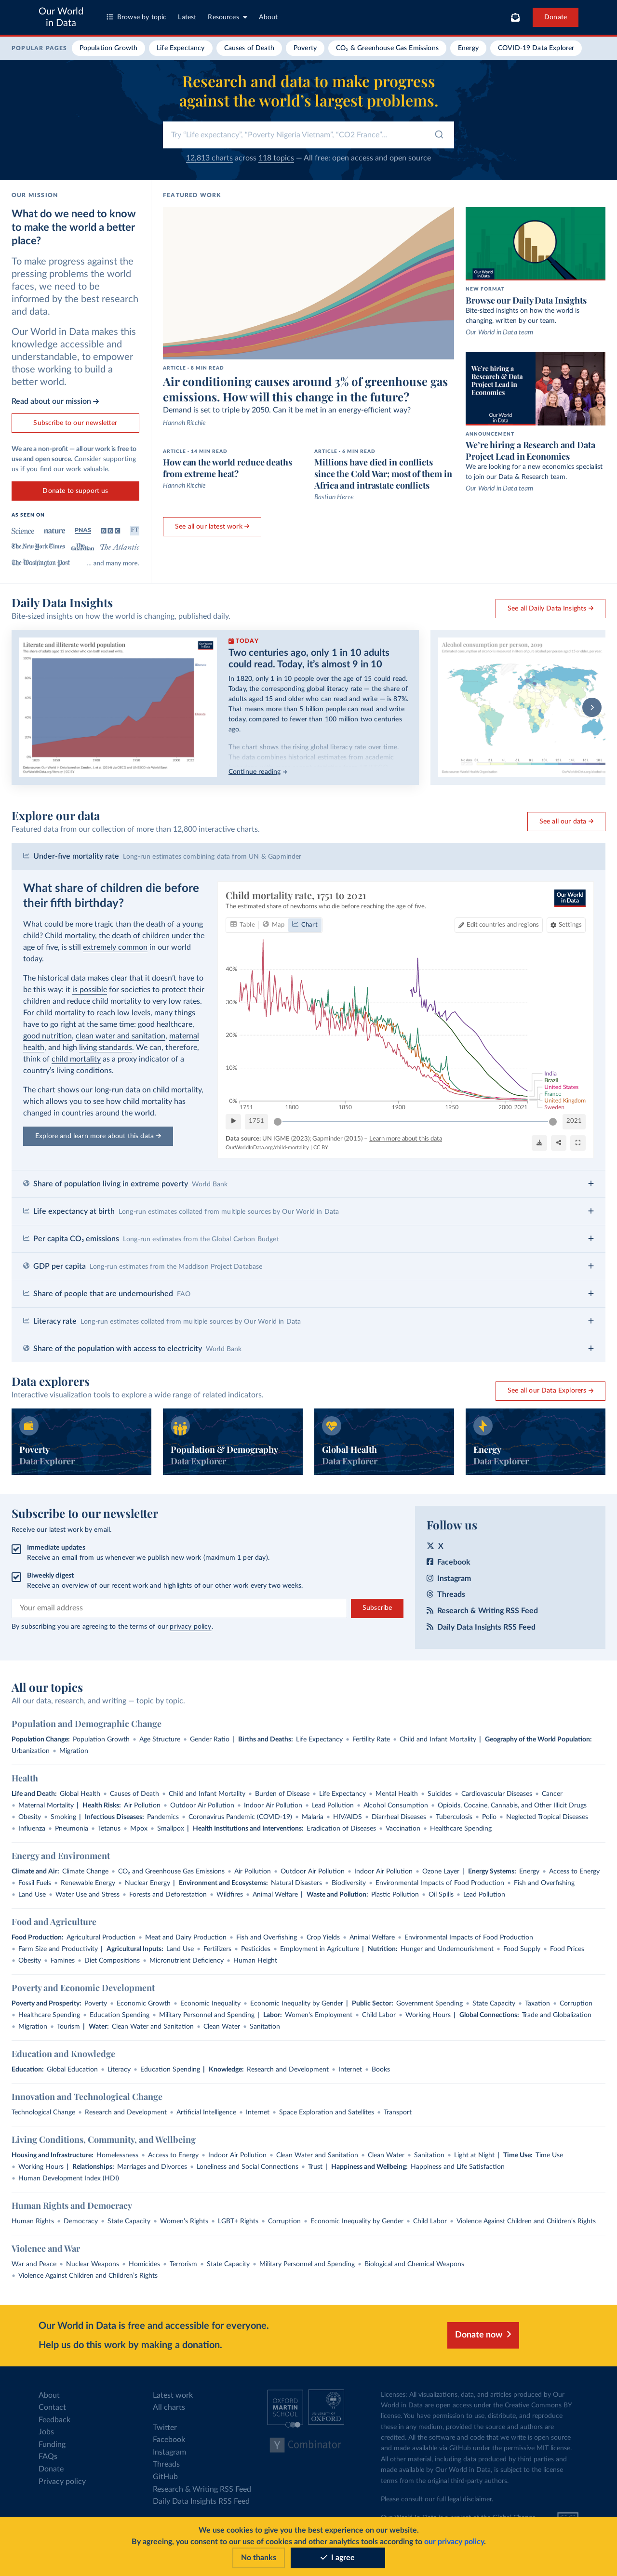 Our World
in Data
Browse by topic
Latest
Resources
About
Donate
POPULAR PAGES
Population Growth
Life Expectancy
Causes of Death
Poverty
CO₂ & Greenhouse Gas Emissions
Energy
COVID-19 Data Explorer
Research and data to make progress
against the world’s largest problems.
Try "Life expectancy", "Poverty Nigeria Vietnam", "CO2 France"...
12,813 charts across 118 topics — All free: open access and open source
OUR MISSION
What do we need to know
to make the world a better
place?
To make progress against the
pressing problems the world
faces, we need to be
informed by the best research
and data.
Our World in Data makes this
knowledge accessible and
understandable, to empower
those working to build a
better world.
Read about our mission →
Subscribe to our newsletter
We are a non-profit — all our work is free to
use and open source. Consider supporting
us if you find our work valuable.
Donate to support us
AS SEEN ON
Science
nature
PNAS
BBC
FT
The New York Times
The Guardian
The Atlantic
The Washington Post
... and many more.
FEATURED WORK
ARTICLE - 8 MIN READ
Air conditioning causes around 3% of greenhouse gas
emissions. How will this change in the future?
Demand is set to triple by 2050. Can it be met in an energy-efficient way?
Hannah Ritchie
ARTICLE - 14 MIN READ
How can the world reduce deaths
from extreme heat?
Hannah Ritchie
ARTICLE - 6 MIN READ
Millions have died in conflicts
since the Cold War; most of them in
Africa and intrastate conflicts
Bastian Herre
See all our latest work →
Our World
in Data
NEW FORMAT
Browse our Daily Data Insights
Bite-sized insights on how the world is
changing, written by our team.
Our World in Data team
We’re hiring a
Research & Data
Project Lead in
Economics
Our World
in Data
ANNOUNCEMENT
We’re hiring a Research and Data
Project Lead in Economics
We are looking for a new economics specialist
to join our Data & Research team.
Our World in Data team
Daily Data Insights
Bite-sized insights on how the world is changing, published daily.
See all Daily Data Insights →
Literate and illiterate world population
Our World
in Data
TODAY
Two centuries ago, only 1 in 10 adults
could read. Today, it’s almost 9 in 10
In 1820, only 1 in 10 people over the age of 15 could read.
Today, the corresponding global literacy rate — the share of
adults aged 15 and older who can read and write — is 87%.
That means more than 5 billion people can read and write
today, compared to fewer than 100 million two centuries
ago.
The chart shows the rising global literacy rate over time.
The data combines historical estimates from academic
Continue reading →
Alcohol consumption per person, 2019
Explore our data
Featured data from our collection of more than 12,800 interactive charts.
See all our data →
Under-five mortality rate Long-run estimates combining data from UN & Gapminder
What share of children die before
their fifth birthday?
What could be more tragic than the death of a young
child? Child mortality, the death of children under the
age of five, is still extremely common in our world
today.
The historical data makes clear that it doesn’t have to
be this way: it is possible for societies to protect their
children and reduce child mortality to very low rates.
For child mortality to reach low levels, many things
have to go right at the same time: good healthcare,
good nutrition, clean water and sanitation, maternal
health, and high living standards. We can, therefore,
think of child mortality as a proxy indicator of a
country’s living conditions.
The chart shows our long-run data on child mortality,
which allows you to see how child mortality has
changed in countries around the world.
Explore and learn more about this data →
Child mortality rate, 1751 to 2021
The estimated share of newborns who die before reaching the age of five.
Our World
in Data
Table
Map
Chart
Edit countries and regions
Settings
40%
30%
20%
10%
0%
1751
1800
1850
1900
1950
2000 2021
India
Brazil
United States
France
United Kingdom
Sweden
1751
2021
Data source: UN IGME (2023); Gapminder (2015) – Learn more about this data
OurWorldInData.org/child-mortality | CC BY
Share of population living in extreme poverty World Bank
Life expectancy at birth Long-run estimates collated from multiple sources by Our World in Data
Per capita CO₂ emissions Long-run estimates from the Global Carbon Budget
GDP per capita Long-run estimates from the Maddison Project Database
Share of people that are undernourished FAO
Literacy rate Long-run estimates collated from multiple sources by Our World in Data
Share of the population with access to electricity World Bank
Data explorers
Interactive visualization tools to explore a wide range of related indicators.
See all our Data Explorers →
Poverty
Data Explorer
Population & Demography
Data Explorer
Global Health
Data Explorer
Energy
Data Explorer
Subscribe to our newsletter
Receive our latest work by email.
Immediate updates
Receive an email from us whenever we publish new work (maximum 1 per day).
Biweekly digest
Receive an overview of our recent work and highlights of our other work every two weeks.
Your email address
Subscribe
By subscribing you are agreeing to the terms of our privacy policy.
Follow us
X
Facebook
Instagram
Threads
Research & Writing RSS Feed
Daily Data Insights RSS Feed
All our topics
All our data, research, and writing — topic by topic.
Population and Demographic Change
Population Change: Population Growth • Age Structure • Gender Ratio | Births and Deaths: Life Expectancy • Fertility Rate • Child and Infant Mortality | Geography of the World Population:
Urbanization • Migration
Health
Life and Death: Global Health • Causes of Death • Child and Infant Mortality • Burden of Disease • Life Expectancy • Mental Health • Suicides • Cardiovascular Diseases • Cancer
• Maternal Mortality | Health Risks: Air Pollution • Outdoor Air Pollution • Indoor Air Pollution • Lead Pollution • Alcohol Consumption • Opioids, Cocaine, Cannabis, and Other Illicit Drugs
• Obesity • Smoking | Infectious Diseases: Pandemics • Coronavirus Pandemic (COVID-19) • Malaria • HIV/AIDS • Diarrheal Diseases • Tuberculosis • Polio • Neglected Tropical Diseases
• Influenza • Pneumonia • Tetanus • Mpox • Smallpox | Health Institutions and Interventions: Eradication of Diseases • Vaccination • Healthcare Spending
Energy and Environment
Climate and Air: Climate Change • CO₂ and Greenhouse Gas Emissions • Air Pollution • Outdoor Air Pollution • Indoor Air Pollution • Ozone Layer | Energy Systems: Energy • Access to Energy
• Fossil Fuels • Renewable Energy • Nuclear Energy | Environment and Ecosystems: Natural Disasters • Biodiversity • Environmental Impacts of Food Production • Fish and Overfishing
• Land Use • Water Use and Stress • Forests and Deforestation • Wildfires • Animal Welfare | Waste and Pollution: Plastic Pollution • Oil Spills • Lead Pollution
Food and Agriculture
Food Production: Agricultural Production • Meat and Dairy Production • Fish and Overfishing • Crop Yields • Animal Welfare • Environmental Impacts of Food Production
• Farm Size and Productivity | Agricultural Inputs: Land Use • Fertilizers • Pesticides • Employment in Agriculture | Nutrition: Hunger and Undernourishment • Food Supply • Food Prices
• Obesity • Famines • Diet Compositions • Micronutrient Deficiency • Human Height
Poverty and Economic Development
Poverty and Prosperity: Poverty • Economic Growth • Economic Inequality • Economic Inequality by Gender | Public Sector: Government Spending • State Capacity • Taxation • Corruption
• Healthcare Spending • Education Spending • Military Personnel and Spending | Labor: Women’s Employment • Child Labor • Working Hours | Global Connections: Trade and Globalization
• Migration • Tourism | Water: Clean Water and Sanitation • Clean Water • Sanitation
Education and Knowledge
Education: Global Education • Literacy • Education Spending | Knowledge: Research and Development • Internet • Books
Innovation and Technological Change
Technological Change • Research and Development • Artificial Intelligence • Internet • Space Exploration and Satellites • Transport
Living Conditions, Community, and Wellbeing
Housing and Infrastructure: Homelessness • Access to Energy • Indoor Air Pollution • Clean Water and Sanitation • Clean Water • Sanitation • Light at Night | Time Use: Time Use
• Working Hours | Relationships: Marriages and Divorces • Loneliness and Social Connections • Trust | Happiness and Wellbeing: Happiness and Life Satisfaction
• Human Development Index (HDI)
Human Rights and Democracy
Human Rights • Democracy • State Capacity • Women’s Rights • LGBT+ Rights • Corruption • Economic Inequality by Gender • Child Labor • Violence Against Children and Children’s Rights
Violence and War
War and Peace • Nuclear Weapons • Homicides • Terrorism • State Capacity • Military Personnel and Spending • Biological and Chemical Weapons
• Violence Against Children and Children’s Rights
Our World in Data is free and accessible for everyone.
Help us do this work by making a donation.
Donate now
About
Contact
Feedback
Jobs
Funding
FAQs
Donate
Privacy policy
Latest work
All charts
Twitter
Facebook
Instagram
Threads
GitHub
Research & Writing RSS Feed
Daily Data Insights RSS Feed
OXFORD
MARTIN
SCHOOL
UNIVERSITY OF
OXFORD
Y Combinator
Licenses: All visualizations, data, and articles produced by Our
World in Data are open access under the Creative Commons BY
license. You have permission to use, distribute, and reproduce
these in any medium, provided the source and authors are
credited. All the software and code that we write is open source
and made available via GitHub under the permissive MIT license.
All other material, including data produced by third parties and
made available by Our World in Data, is subject to the license
terms from the original third-party authors.
Please consult our full legal disclaimer.
Our World In Data is a project of the Global Change
We use cookies to give you the best experience on our website.
By agreeing, you consent to our use of cookies and other analytics tools according to our privacy policy.
No thanks
I agree